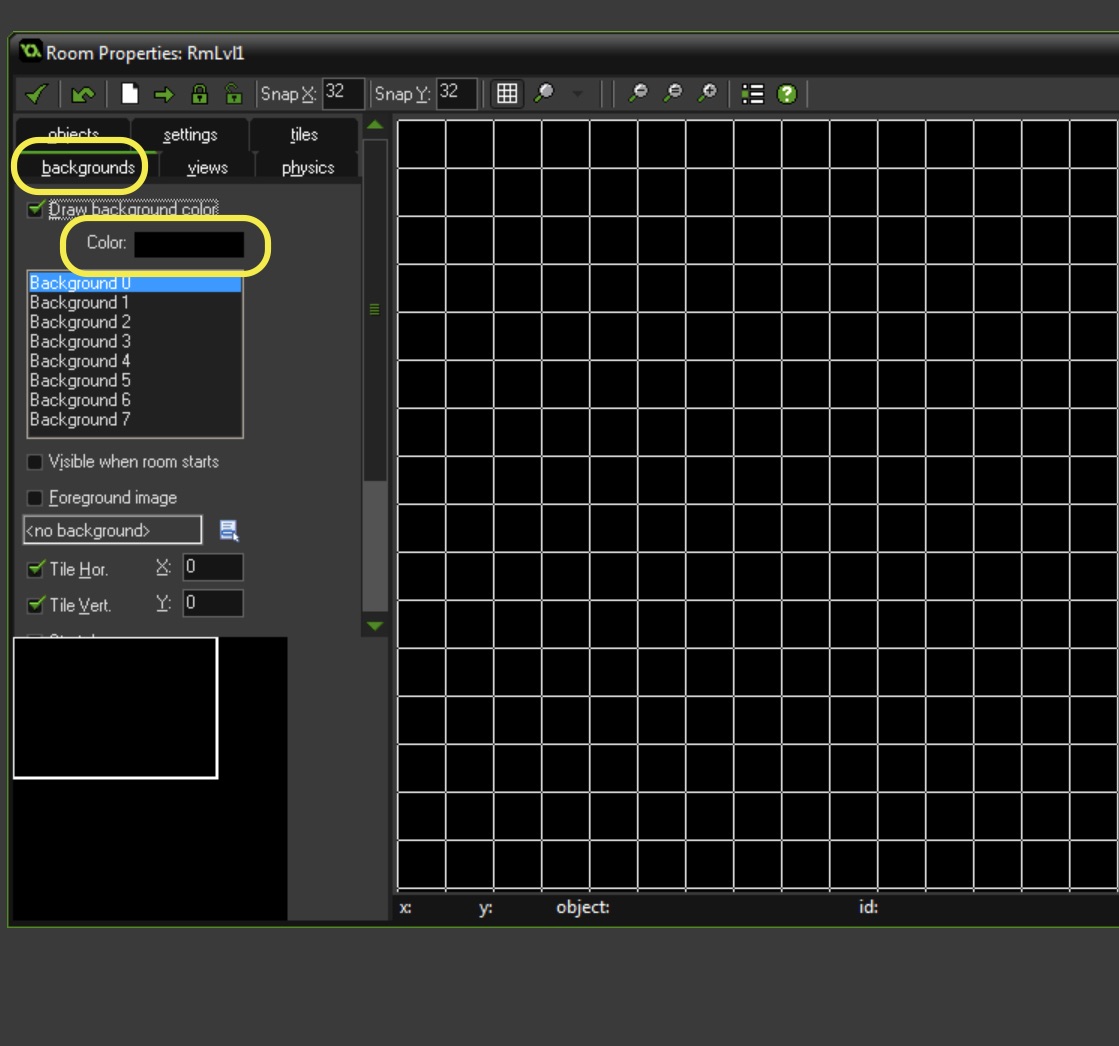 Room Properties: RmLvl1
Snap X: 32 Snap Y: 32
objects settings tiles
backgrounds views physics
Draw background color
Color:
Background 0
Background 1
Background 2
Background 3
Background 4
Background 5
Background 6
Background 7
Visible when room starts
Foreground image
<no background>
Tile Hor. X: 0
Tile Vert. Y: 0
x: y: object: id: